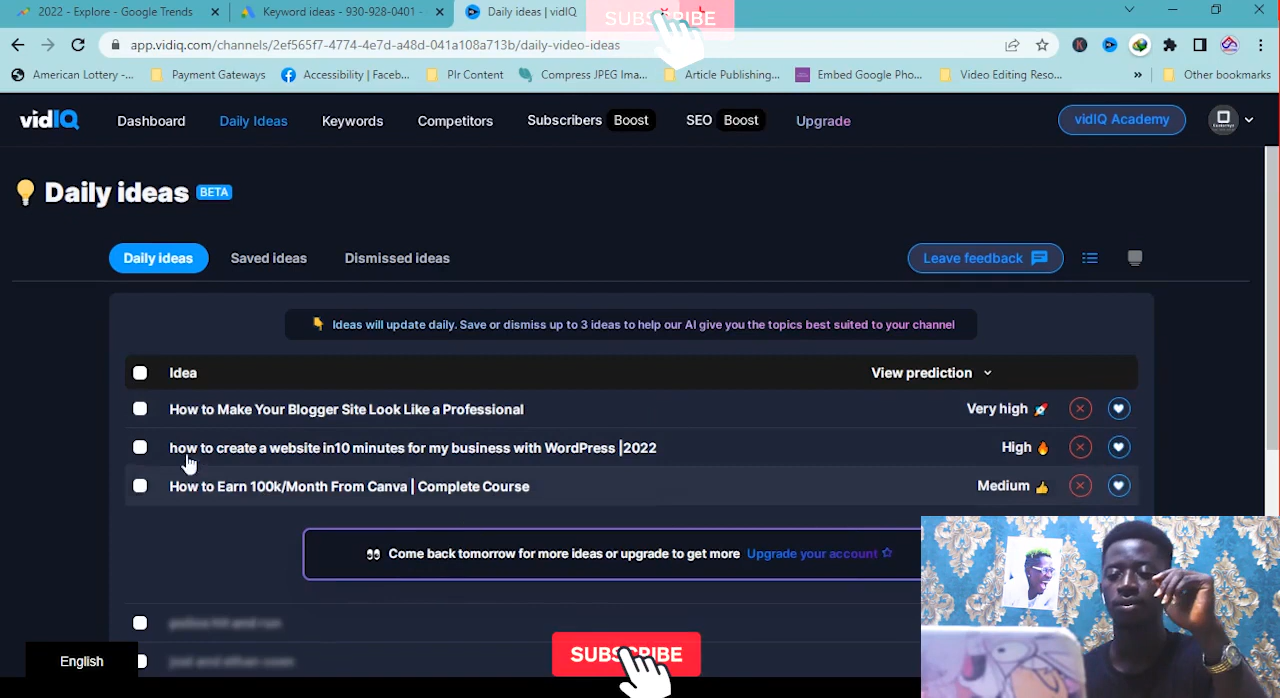 2022 - Explore - Google Trends
Keyword ideas - 930-928-0401 -
Daily ideas | vidIQ
SUBSCRIBE
app.vidiq.com/channels/2ef565f7-4774-4e7d-a48d-041a108a713b/daily-video-ideas
American Lottery -...
Payment Gateways
Accessibility | Faceb...
Plr Content
Compress JPEG Ima...
Article Publishing...
Embed Google Pho...
Video Editing Reso...
»
Other bookmarks
vidIQ
Dashboard
Daily Ideas
Keywords
Competitors
Subscribers Boost
SEO Boost
Upgrade
vidIQ Academy
Daily ideas BETA
Daily ideas
Saved ideas
Dismissed ideas
Leave feedback
Ideas will update daily. Save or dismiss up to 3 ideas to help our AI give you the topics best suited to your channel
Idea
View prediction
How to Make Your Blogger Site Look Like a Professional
Very high
how to create a website in10 minutes for my business with WordPress |2022
High
How to Earn 100k/Month From Canva | Complete Course
Medium
Come back tomorrow for more ideas or upgrade to get more Upgrade your account
English
SUBSCRIBE